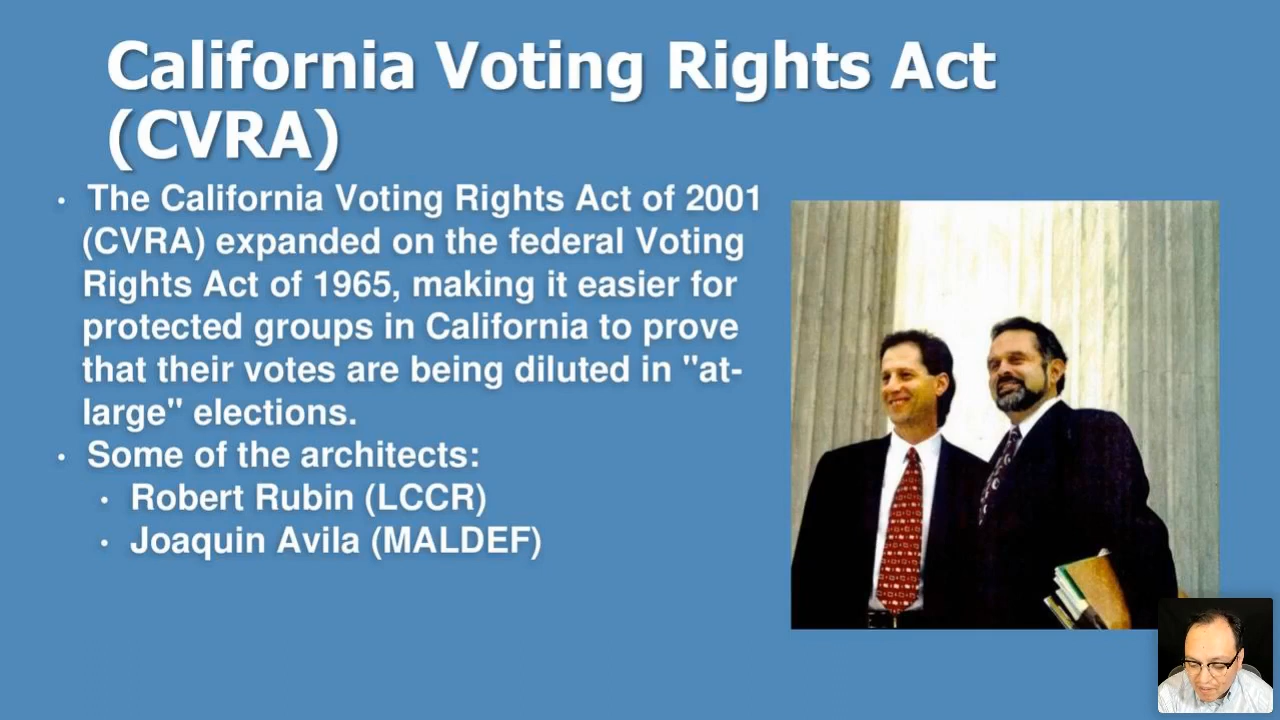 California Voting Rights Act
(CVRA)
• The California Voting Rights Act of 2001
(CVRA) expanded on the federal Voting
Rights Act of 1965, making it easier for
protected groups in California to prove
that their votes are being diluted in "at-
large" elections.
• Some of the architects:
• Robert Rubin (LCCR)
• Joaquin Avila (MALDEF)